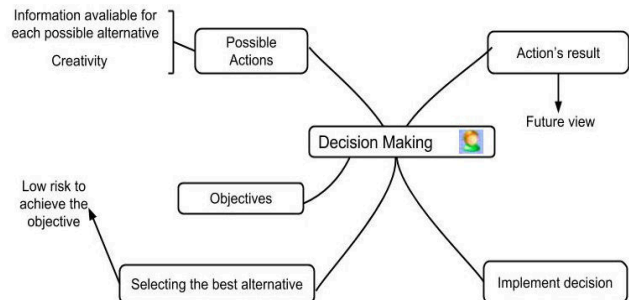 Information avaliable for
each possible alternative
Creativity
Possible
Actions
Action's result
Future view
Decision Making
Low risk to
achieve the
objective
Objectives
Selecting the best alternative
Implement decision